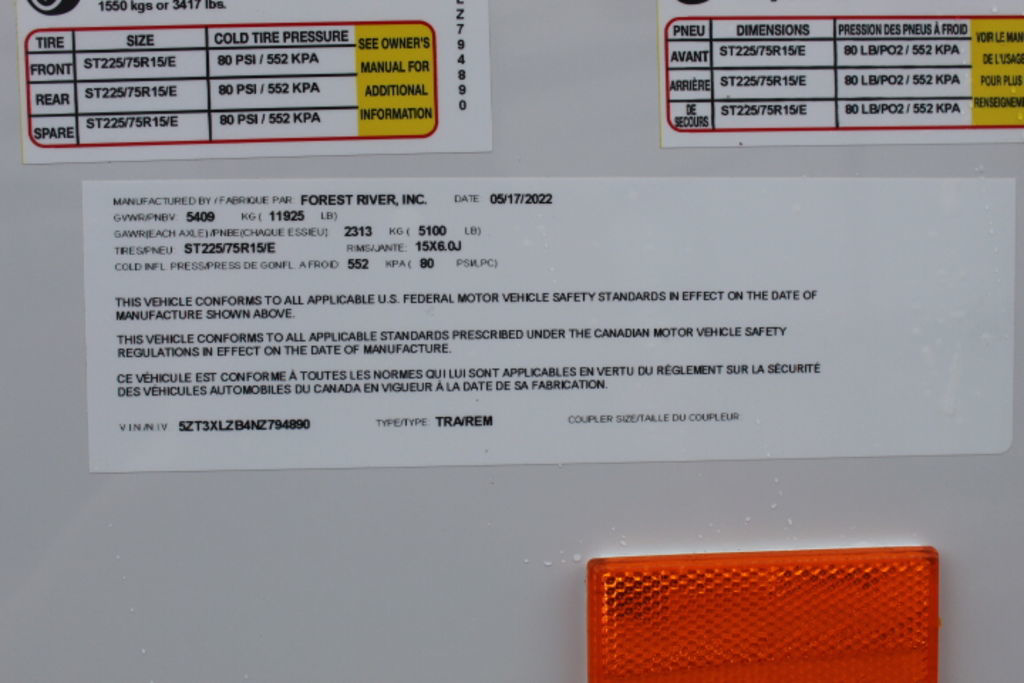 1550 kgs or 3417 lbs.
TIRE SIZE COLD TIRE PRESSURE SEE OWNER'S MANUAL FOR ADDITIONAL INFORMATION
FRONT ST225/75R15/E 80 PSI / 552 KPA
REAR ST225/75R15/E 80 PSI / 552 KPA
SPARE ST225/75R15/E 80 PSI / 552 KPA
Z794890
PNEU DIMENSIONS PRESSION DES PNEUS À FROID VOIR LE MAN
DE L'USAGE
POUR PLUS
RENSEIGNEME
AVANT ST225/75R15/E 80 LB/PO2 / 552 KPA
ARRIÈRE ST225/75R15/E 80 LB/PO2 / 552 KPA
DE SECOURS ST225/75R15/E 80 LB/PO2 / 552 KPA
MANUFACTURED BY / FABRIQUE PAR: FOREST RIVER, INC. DATE: 05/17/2022
GVWR/PNBV: 5409 KG ( 11925 LB)
GAWR(EACH AXLE)/PNBE(CHAQUE ESSIEU): 2313 KG ( 5100 LB)
TIRES/PNEU: ST225/75R15/E RIMS/JANTE: 15X6.0J
COLD INFL. PRESS/PRESS DE GONFL. A FROID: 552 KPA ( 80 PSI/LPC)
THIS VEHICLE CONFORMS TO ALL APPLICABLE U.S. FEDERAL MOTOR VEHICLE SAFETY STANDARDS IN EFFECT ON THE DATE OF
MANUFACTURE SHOWN ABOVE.
THIS VEHICLE CONFORMS TO ALL APPLICABLE STANDARDS PRESCRIBED UNDER THE CANADIAN MOTOR VEHICLE SAFETY
REGULATIONS IN EFFECT ON THE DATE OF MANUFACTURE.
CE VÉHICULE EST CONFORME À TOUTES LES NORMES QUI LUI SONT APPLICABLES EN VERTU DU RÉGLEMENT SUR LA SÉCURITÉ
DES VÉHICULES AUTOMOBILES DU CANADA EN VIGUEUR À LA DATE DE SA FABRICATION.
V.I.N./N.I.V. 5ZT3XLZB4NZ794890 TYPE/TYPE: TRA/REM COUPLER SIZE/TAILLE DU COUPLEUR